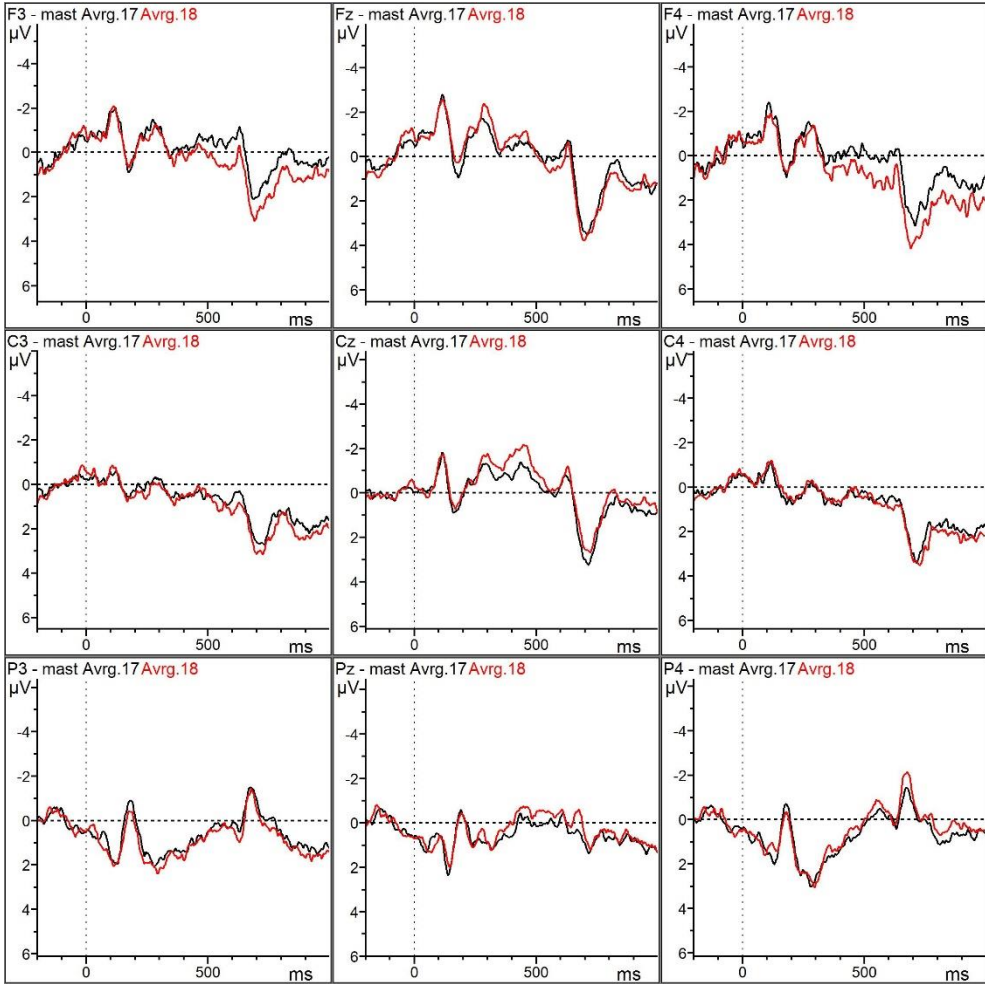 F3 - mast Avrg.17 Avrg.18
µV
-4
-2
0
2
4
6
0 500 ms
Fz - mast Avrg.17 Avrg.18
µV
-4
-2
0
2
4
6
0 500 ms
F4 - mast Avrg.17 Avrg.18
µV
-4
-2
0
2
4
6
0 500 ms
C3 - mast Avrg.17 Avrg.18
µV
-4
-2
0
2
4
6
0 500 ms
Cz - mast Avrg.17 Avrg.18
µV
-4
-2
0
2
4
6
0 500 ms
C4 - mast Avrg.17 Avrg.18
µV
-4
-2
0
2
4
6
0 500 ms
P3 - mast Avrg.17 Avrg.18
µV
-4
-2
0
2
4
6
0 500 ms
Pz - mast Avrg.17 Avrg.18
µV
-4
-2
0
2
4
6
0 500 ms
P4 - mast Avrg.17 Avrg.18
µV
-4
-2
0
2
4
6
0 500 ms